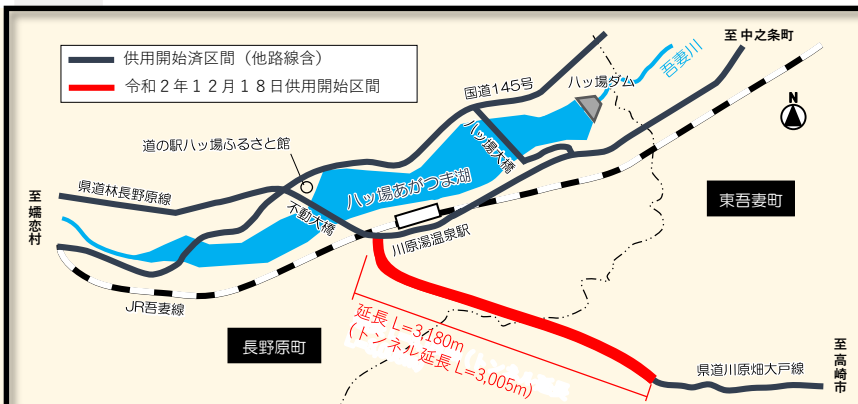 供用開始済区間（他路線含）
令和２年１２月１８日供用開始区間
至 中之条町
吾妻川
八ッ場ダム
国道145号
N
道の駅八ッ場ふるさと館
八ッ場大橋
八ッ場あがつま湖
県道林長野原線
至 嬬恋村
不動大橋
川原湯温泉駅
東吾妻町
JR吾妻線
長野原町
延長 L=3,180m
(トンネル延長 L=3,005m)
県道川原畑大戸線
至 高崎市